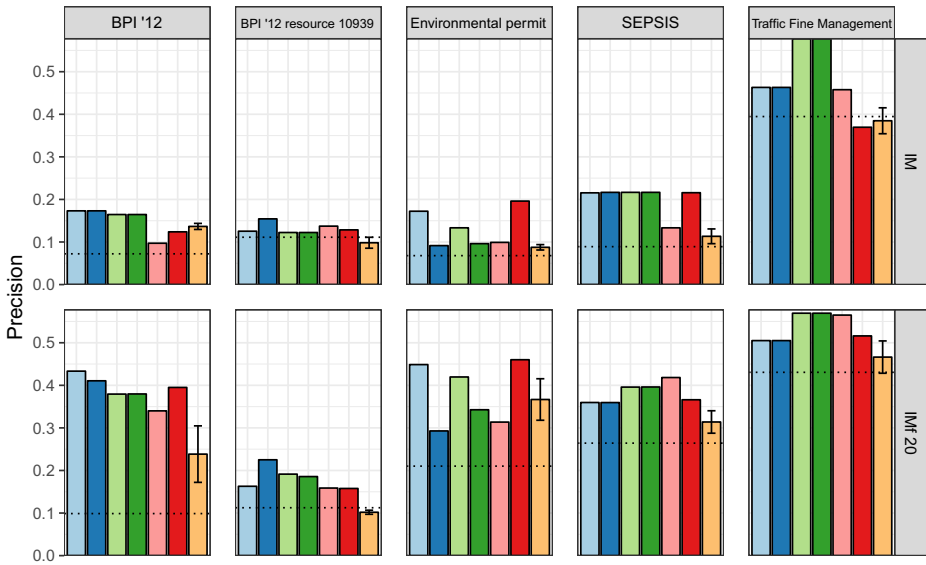 BPI '12
BPI '12 resource 10939
Environmental permit
SEPSIS
Traffic Fine Management
Precision
0.5
0.4
0.3
0.2
0.1
0.0
IM
0.5
0.4
0.3
0.2
0.1
0.0
IMf 20